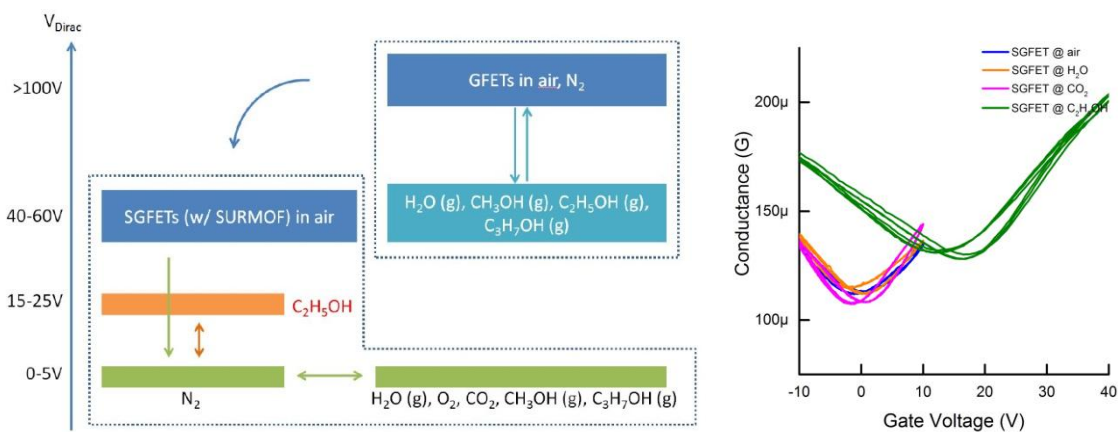 V_Dirac
>100V
40-60V
15-25V
0-5V
GFETs in air, N₂
H₂O (g), CH₃OH (g), C₂H₅OH (g),
C₃H₇OH (g)
SGFETs (w/ SURMOF) in air
C₂H₅OH
N₂
H₂O (g), O₂, CO₂, CH₃OH (g), C₃H₇OH (g)
SGFET @ air
SGFET @ H₂O
SGFET @ CO₂
SGFET @ C₂H₅OH
200µ
150µ
100µ
Conductance (G)
-10 0 10 20 30 40
Gate Voltage (V)